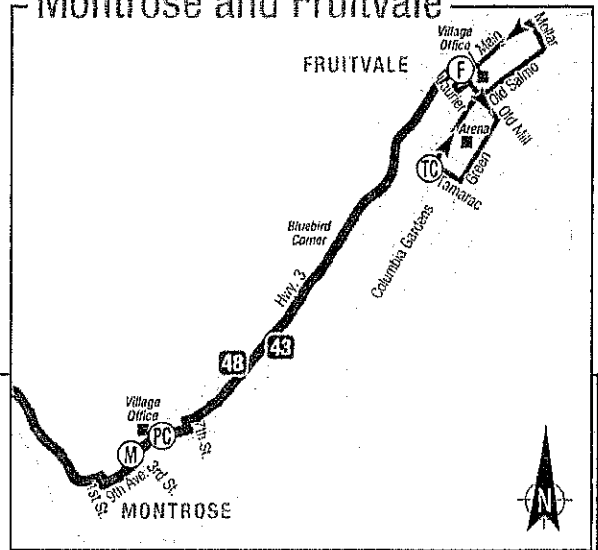 Montrose and Fruitvale
Village
Office
Main
Mollar
FRUITVALE
F
Laurier
Old Salmo
Old Mill
Arena
TC
Green
Tamarac
Columbia Gardens
Bluebird
Corner
Hwy. 3
48
43
Village
Office
PC
7th St.
M
9th Ave.
3rd St.
1st St.
MONTROSE
N